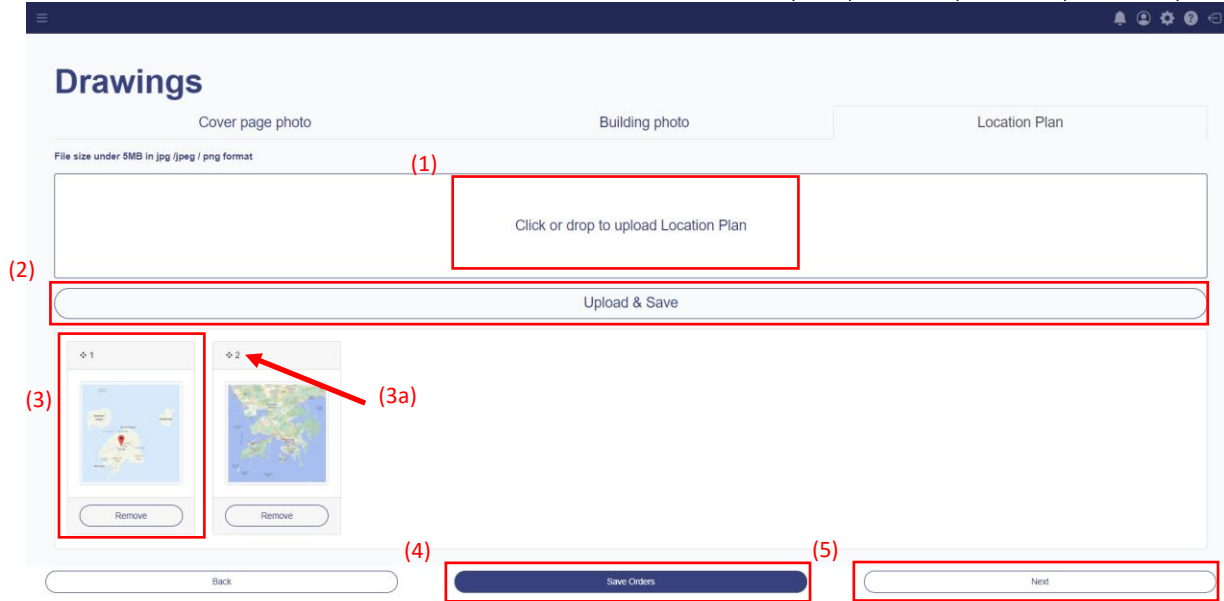 Drawings
Cover page photo Building photo Location Plan
File size under 5MB in jpg /jpeg / png format
(1)
Click or drop to upload Location Plan
(2)
Upload & Save
1 2
(3) (3a)
Remove Remove
(4) (5)
Back Save Orders Next